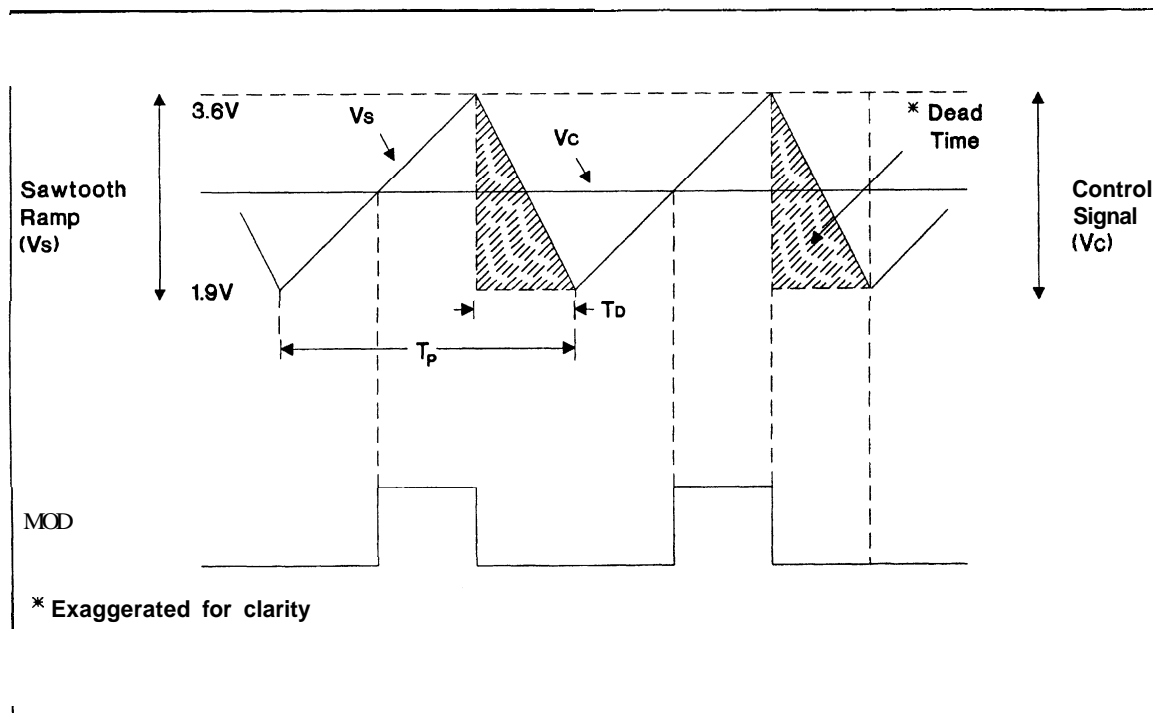 3.6V
Vs
Vc
* Dead
Time
Sawtooth
Ramp
(Vs)
Control
Signal
(Vc)
1.9V
TD
Tp
MOD
* Exaggerated for clarity